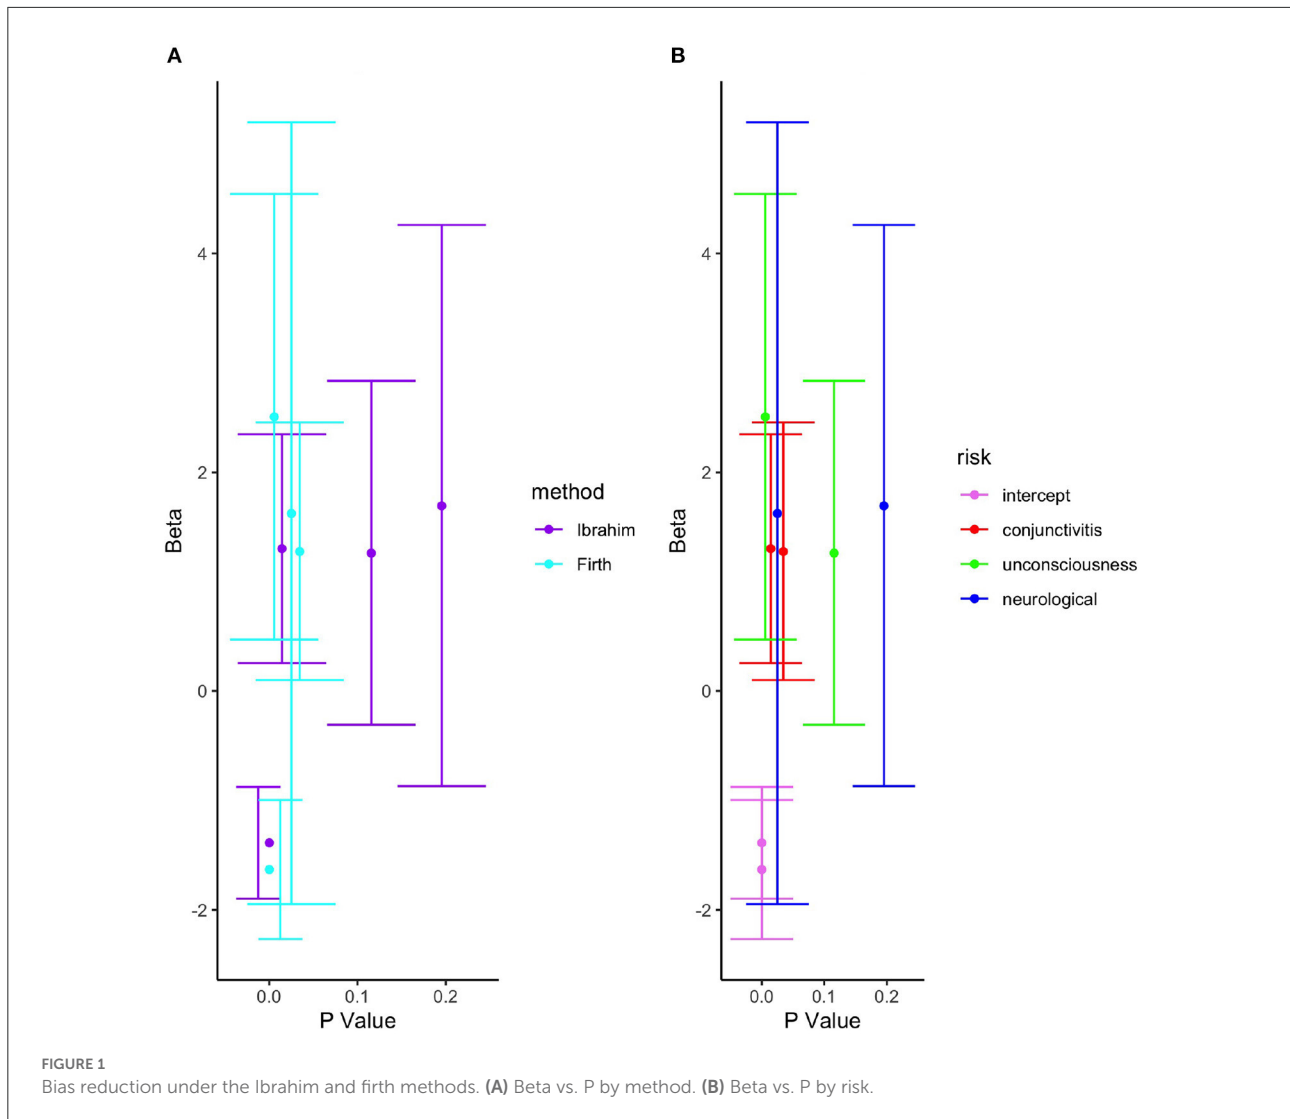 A
B
4
2
0
-2
Beta
0.0 0.1 0.2
P Value
method
Ibrahim
Firth
4
2
0
-2
Beta
0.0 0.1 0.2
P Value
risk
intercept
conjunctivitis
unconsciousness
neurological
FIGURE 1
Bias reduction under the Ibrahim and firth methods. (A) Beta vs. P by method. (B) Beta vs. P by risk.